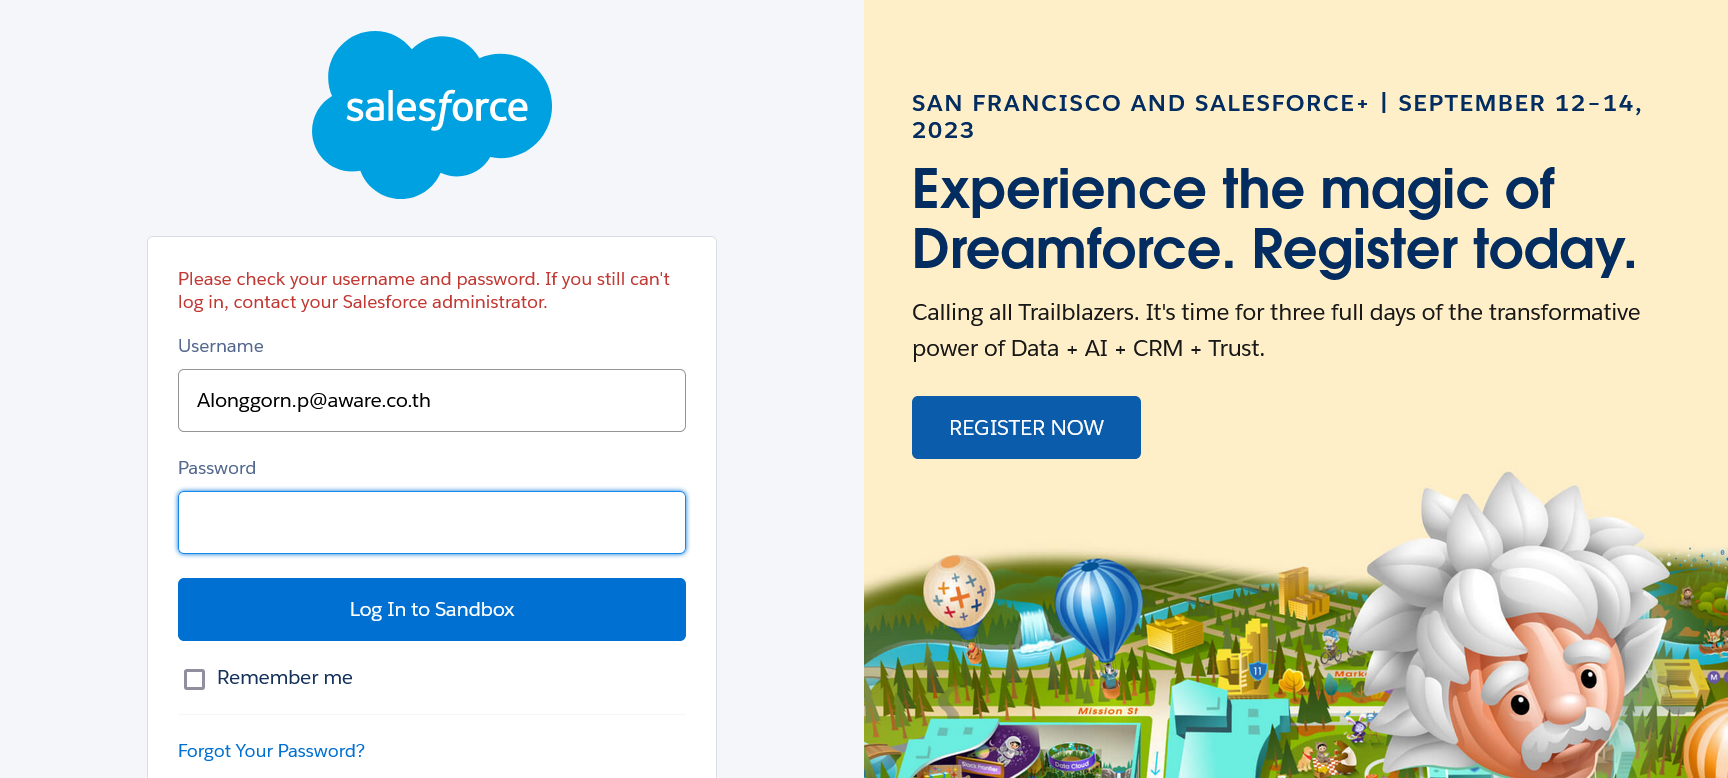 salesforce
Please check your username and password. If you still can't
log in, contact your Salesforce administrator.
Username
Alonggorn.p@aware.co.th
Password
Log In to Sandbox
Remember me
Forgot Your Password?
SAN FRANCISCO AND SALESFORCE+ | SEPTEMBER 12–14,
2023
Experience the magic of
Dreamforce. Register today.
Calling all Trailblazers. It's time for three full days of the transformative
power of Data + AI + CRM + Trust.
REGISTER NOW
11
Mission St
Slack Frontier
Data Cloud